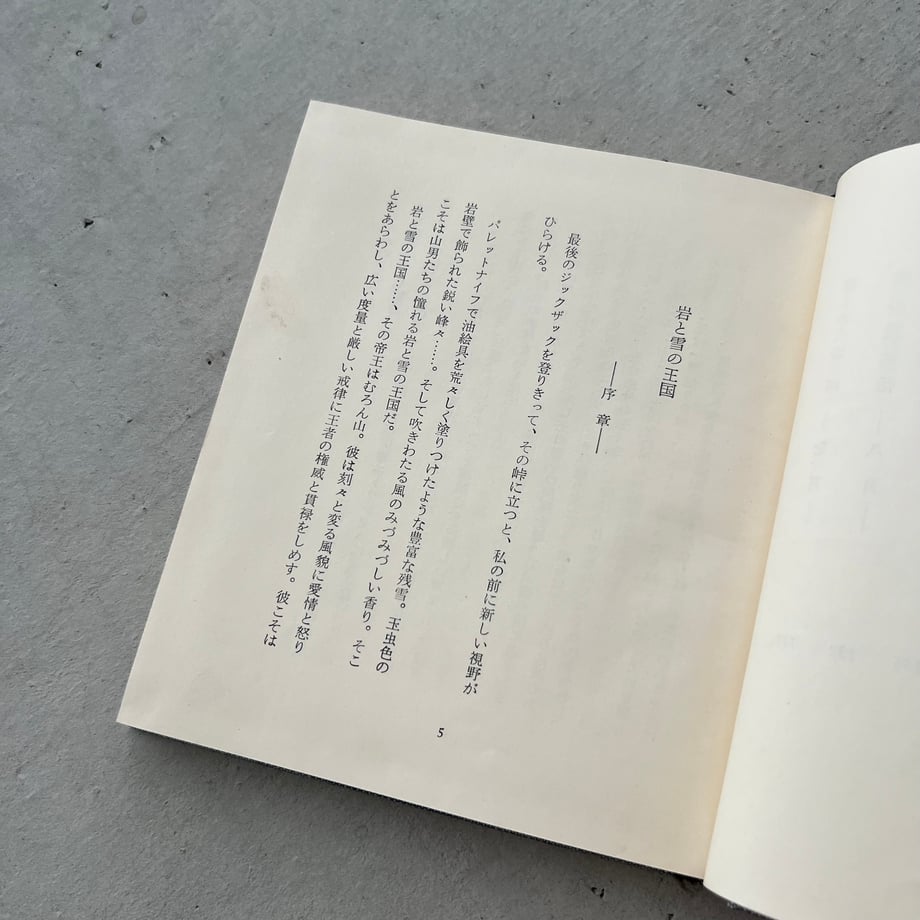 岩と雪の王国
――序　章――
最後のジックザックを登りきって、その峠に立つと、私の前に新しい視野が
ひらける。
パレットナイフで油絵具を荒々しく塗りつけたような豊富な残雪。玉虫色の
岩壁で飾られた鋭い峰々……。そして吹きわたる風のみづみづしい香り。そこ
こそは山男たちの憧れる岩と雪の王国だ。
岩と雪の王国……、その帝王はむろん山。彼は刻々と変る風貌に愛情と怒り
とをあらわし、広い度量と厳しい戒律に王者の権威と貫禄をしめす。彼こそは
5